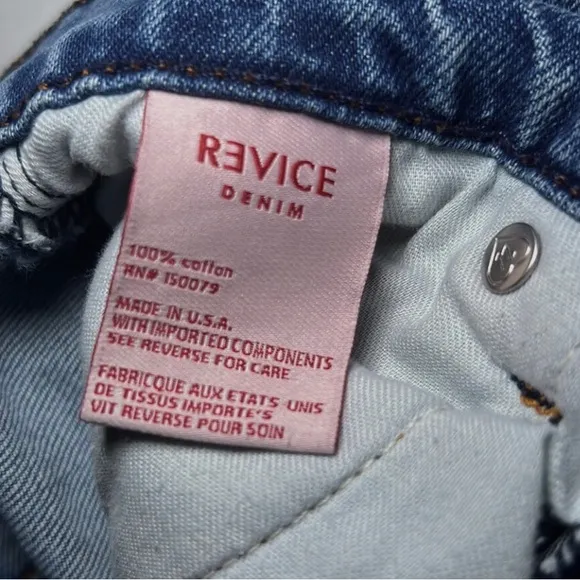 RƎVICE
DENIM
100% cotton
RN# 150079
MADE IN U.S.A.
WITH IMPORTED COMPONENTS
SEE REVERSE FOR CARE
FABRICQUE AUX ETATS UNIS
DE TISSUS IMPORTE'S
VIT REVERSE POUR SOIN